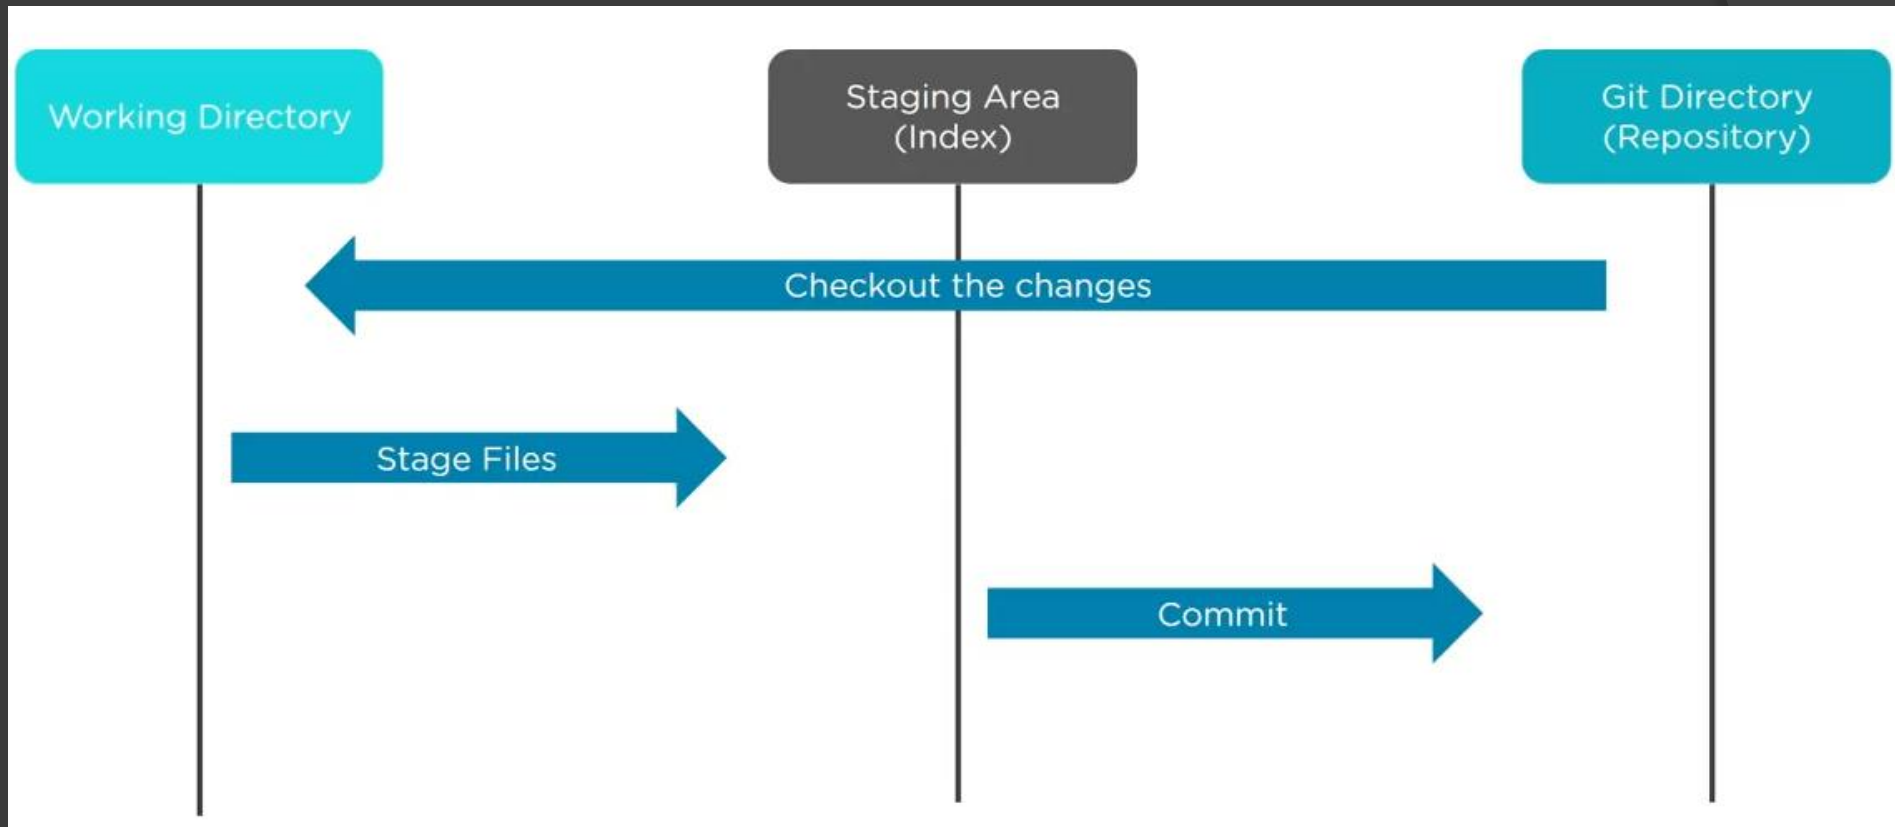 Working Directory
Staging Area
(Index)
Git Directory
(Repository)
Checkout the changes
Stage Files
Commit